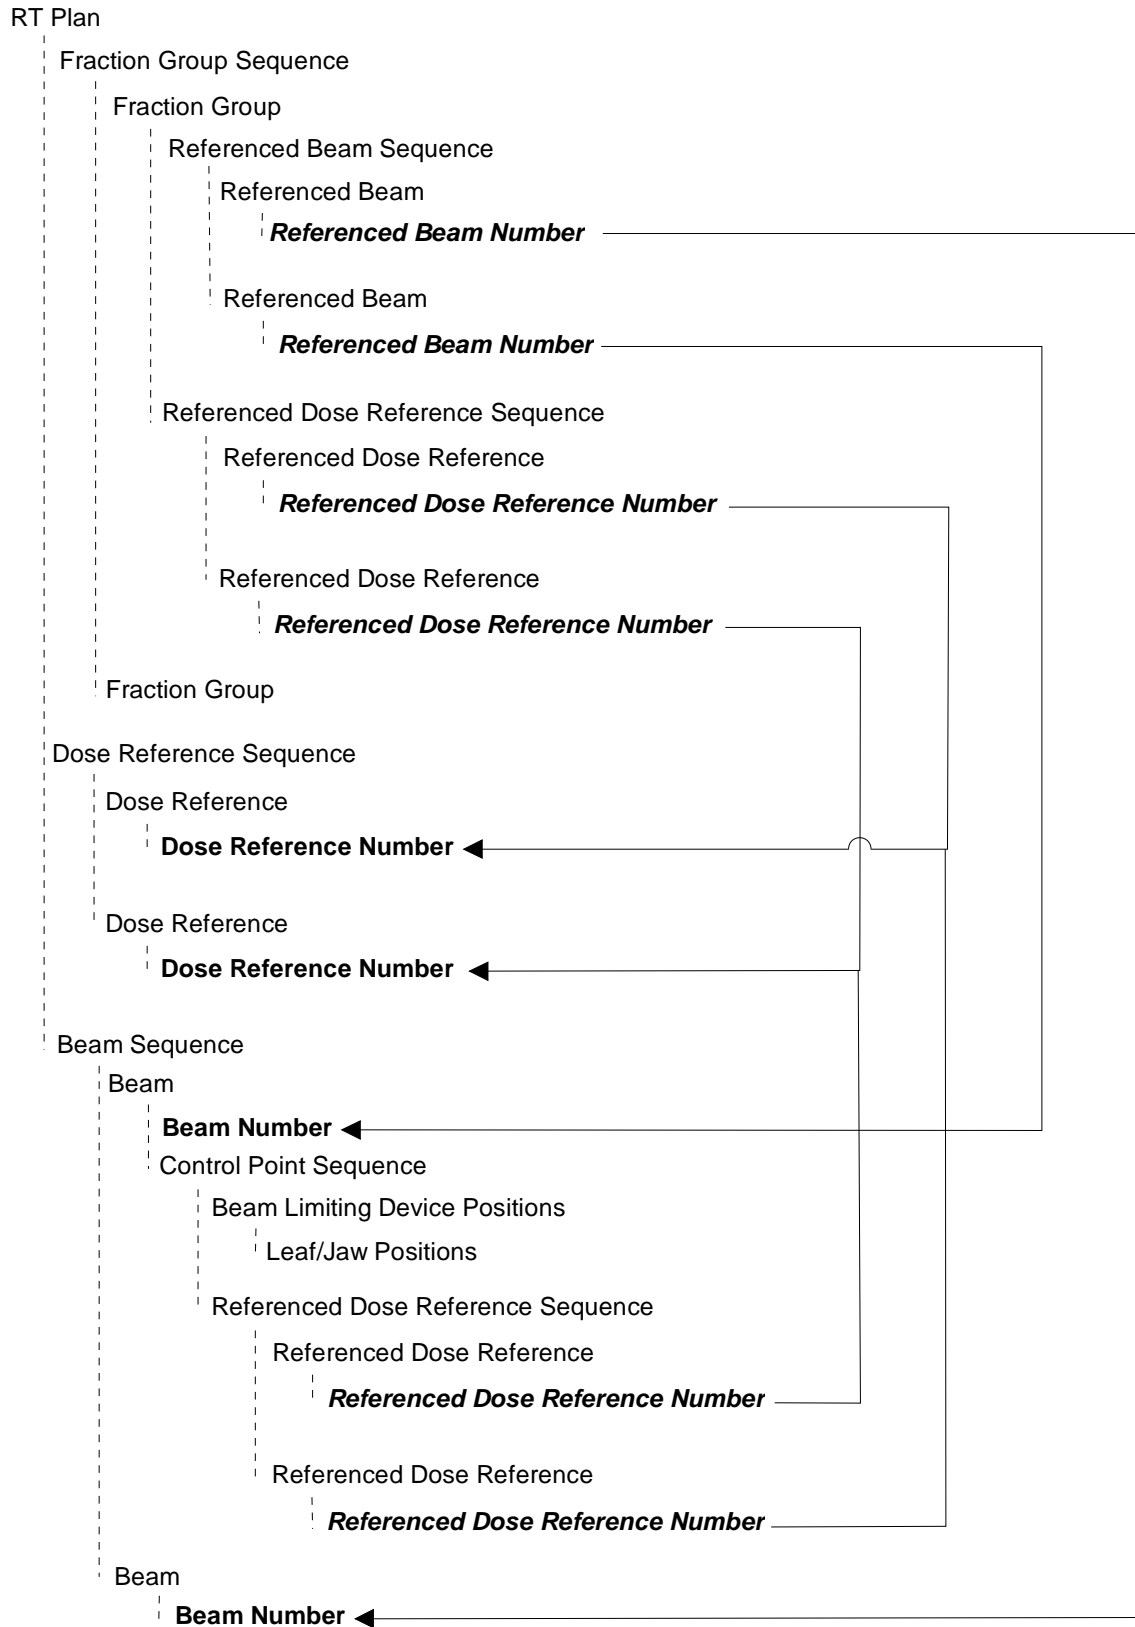 RT Plan
Fraction Group Sequence
Fraction Group
Referenced Beam Sequence
Referenced Beam
Referenced Beam Number
Referenced Beam
Referenced Beam Number
Referenced Dose Reference Sequence
Referenced Dose Reference
Referenced Dose Reference Number
Referenced Dose Reference
Referenced Dose Reference Number
Fraction Group
Dose Reference Sequence
Dose Reference
Dose Reference Number
Dose Reference
Dose Reference Number
Beam Sequence
Beam
Beam Number
Control Point Sequence
Beam Limiting Device Positions
Leaf/Jaw Positions
Referenced Dose Reference Sequence
Referenced Dose Reference
Referenced Dose Reference Number
Referenced Dose Reference
Referenced Dose Reference Number
Beam
Beam Number